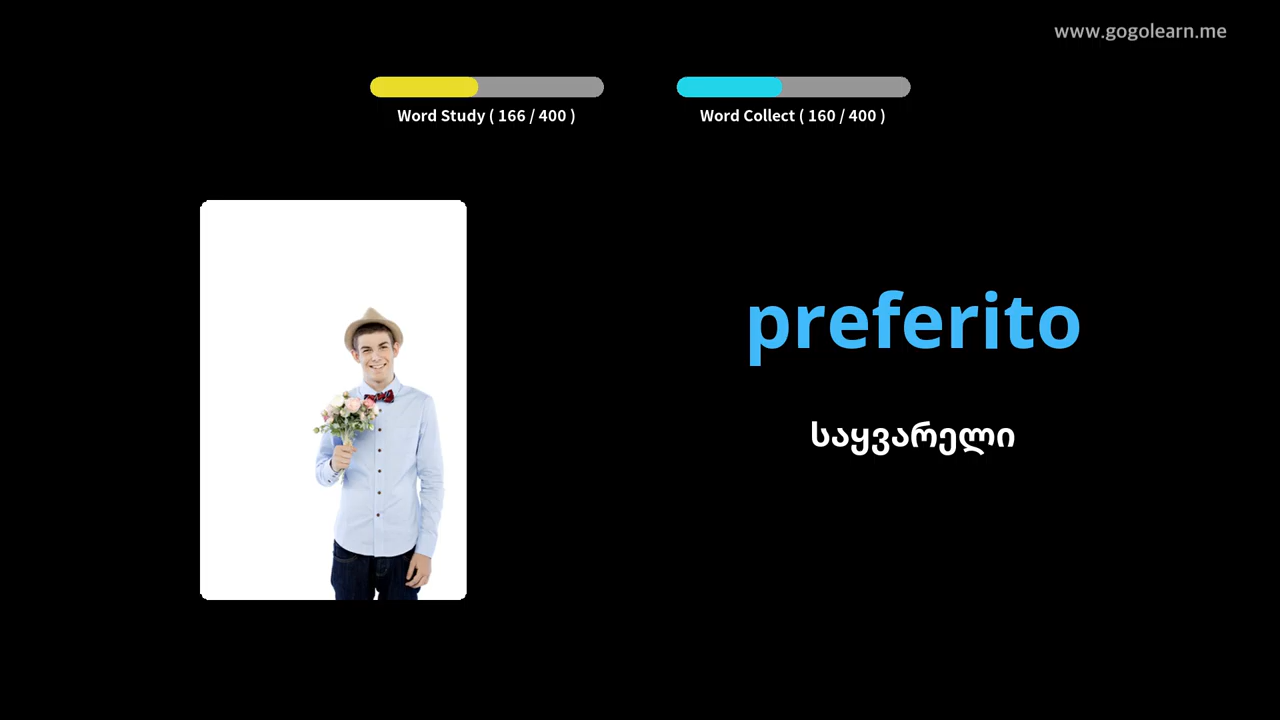 www.gogolearn.me
Word Study ( 166 / 400 )
Word Collect ( 160 / 400 )
preferito
საყვარელი